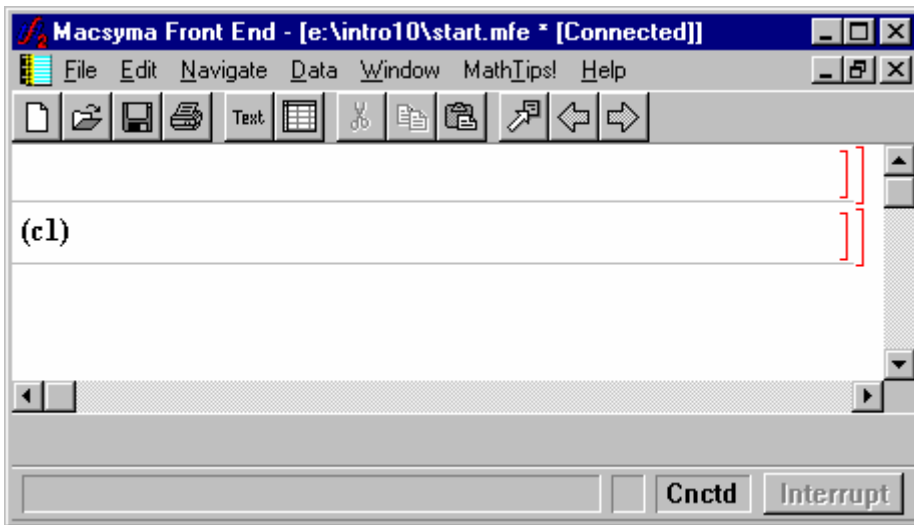 Macsyma Front End - [e:\intro10\start.mfe * [Connected]]
File Edit Navigate Data Window MathTips! Help
Text
(c1)
Cnctd Interrupt